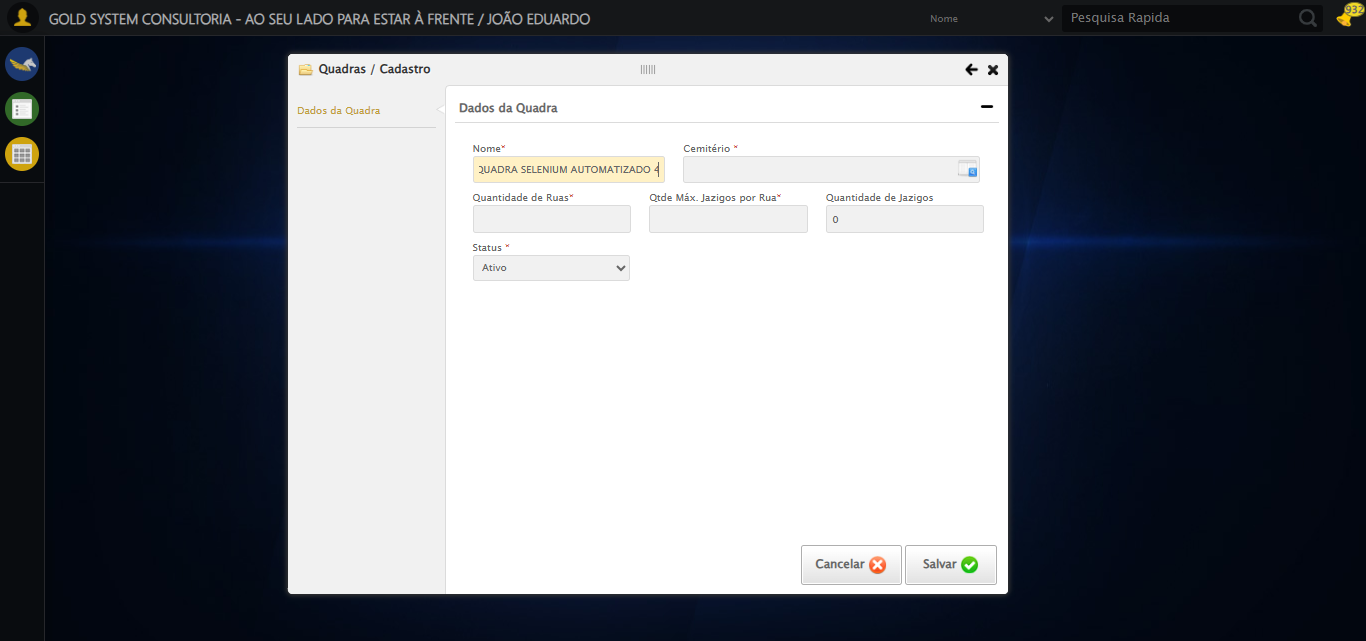 GOLD SYSTEM CONSULTORIA - AO SEU LADO PARA ESTAR À FRENTE / JOÃO EDUARDO
Nome
Pesquisa Rapida
932
Quadras / Cadastro
Dados da Quadra
Dados da Quadra
Nome*
Cemitério *
QUADRA SELENIUM AUTOMATIZADO 4
Quantidade de Ruas*
Qtde Máx. Jazigos por Rua*
Quantidade de Jazigos
0
Status *
Ativo
Cancelar
Salvar